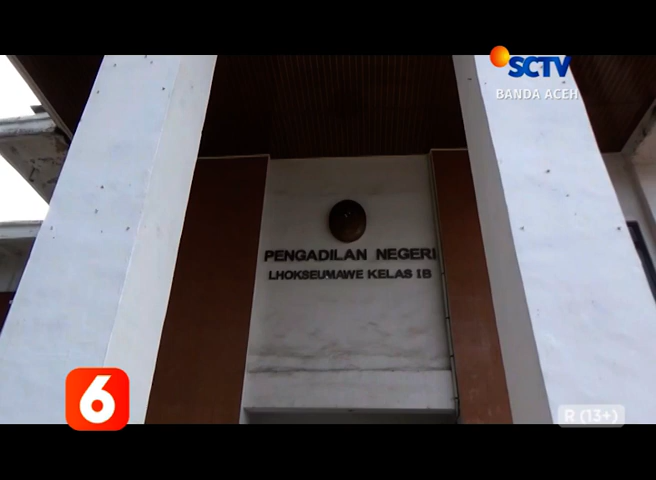 SCTV
BANDA ACEH
PENGADILAN NEGERI
LHOKSEUMAWE KELAS IB
6
R (13+)